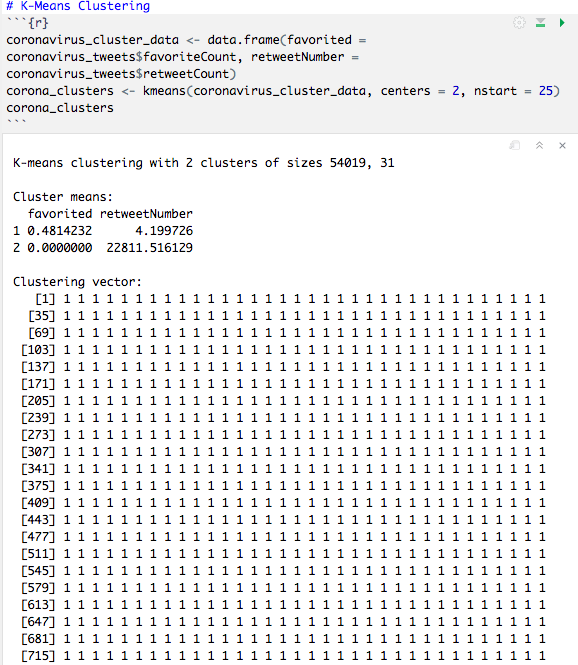 # K-Means Clustering
```{r}
coronavirus_cluster_data <- data.frame(favorited =
coronavirus_tweets$favoriteCount, retweetNumber =
coronavirus_tweets$retweetCount)
corona_clusters <- kmeans(coronavirus_cluster_data, centers = 2, nstart = 25)
corona_clusters
```
K-means clustering with 2 clusters of sizes 54019, 31
Cluster means:
favorited retweetNumber
1 0.4814232 4.199726
2 0.0000000 22811.516129
Clustering vector:
[1] 1 1 1 1 1 1 1 1 1 1 1 1 1 1 1 1 1 1 1 1 1 1 1 1 1 1 1 1 1 1 1 1 1 1
[35] 1 1 1 1 1 1 1 1 1 1 1 1 1 1 1 1 1 1 1 1 1 1 1 1 1 1 1 1 1 1 1 1 1 1
[69] 1 1 1 1 1 1 1 1 1 1 1 1 1 1 1 1 1 1 1 1 1 1 1 1 1 1 1 1 1 1 1 1 1 1
[103] 1 1 1 1 1 1 1 1 1 1 1 1 1 1 1 1 1 1 1 1 1 1 1 1 1 1 1 1 1 1 1 1 1 1
[137] 1 1 1 1 1 1 1 1 1 1 1 1 1 1 1 1 1 1 1 1 1 1 1 1 1 1 1 1 1 1 1 1 1 1
[171] 1 1 1 1 1 1 1 1 1 1 1 1 1 1 1 1 1 1 1 1 1 1 1 1 1 1 1 1 1 1 1 1 1 1
[205] 1 1 1 1 1 1 1 1 1 1 1 1 1 1 1 1 1 1 1 1 1 1 1 1 1 1 1 1 1 1 1 1 1 1
[239] 1 1 1 1 1 1 1 1 1 1 1 1 1 1 1 1 1 1 1 1 1 1 1 1 1 1 1 1 1 1 1 1 1 1
[273] 1 1 1 1 1 1 1 1 1 1 1 1 1 1 1 1 1 1 1 1 1 1 1 1 1 1 1 1 1 1 1 1 1 1
[307] 1 1 1 1 1 1 1 1 1 1 1 1 1 1 1 1 1 1 1 1 1 1 1 1 1 1 1 1 1 1 1 1 1 1
[341] 1 1 1 1 1 1 1 1 1 1 1 1 1 1 1 1 1 1 1 1 1 1 1 1 1 1 1 1 1 1 1 1 1 1
[375] 1 1 1 1 1 1 1 1 1 1 1 1 1 1 1 1 1 1 1 1 1 1 1 1 1 1 1 1 1 1 1 1 1 1
[409] 1 1 1 1 1 1 1 1 1 1 1 1 1 1 1 1 1 1 1 1 1 1 1 1 1 1 1 1 1 1 1 1 1 1
[443] 1 1 1 1 1 1 1 1 1 1 1 1 1 1 1 1 1 1 1 1 1 1 1 1 1 1 1 1 1 1 1 1 1 1
[477] 1 1 1 1 1 1 1 1 1 1 1 1 1 1 1 1 1 1 1 1 1 1 1 1 1 1 1 1 1 1 1 1 1 1
[511] 1 1 1 1 1 1 1 1 1 1 1 1 1 1 1 1 1 1 1 1 1 1 1 1 1 1 1 1 1 1 1 1 1 1
[545] 1 1 1 1 1 1 1 1 1 1 1 1 1 1 1 1 1 1 1 1 1 1 1 1 1 1 1 1 1 1 1 1 1 1
[579] 1 1 1 1 1 1 1 1 1 1 1 1 1 1 1 1 1 1 1 1 1 1 1 1 1 1 1 1 1 1 1 1 1 1
[613] 1 1 1 1 1 1 1 1 1 1 1 1 1 1 1 1 1 1 1 1 1 1 1 1 1 1 1 1 1 1 1 1 1 1
[647] 1 1 1 1 1 1 1 1 1 1 1 1 1 1 1 1 1 1 1 1 1 1 1 1 1 1 1 1 1 1 1 1 1 1
[681] 1 1 1 1 1 1 1 1 1 1 1 1 1 1 1 1 1 1 1 1 1 1 1 1 1 1 1 1 1 1 1 1 1 1
[715] 1 1 1 1 1 1 1 1 1 1 1 1 1 1 1 1 1 1 1 1 1 1 1 1 1 1 1 1 1 1 1 1 1 1